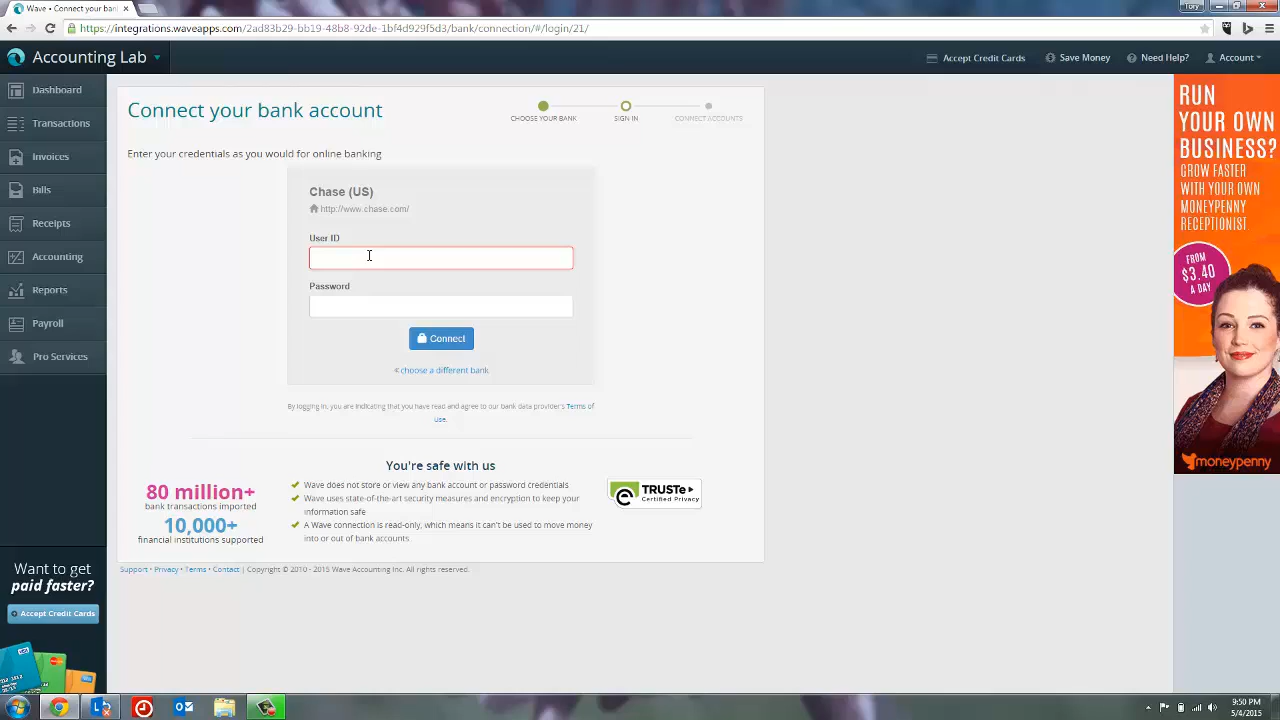 Wave • Connect your bank
Troy
https://integrations.waveapps.com/2ad83b29-bb19-48b8-92de-1bf4d929f5d3/bank/connection/#/login/21/
Accounting Lab
Accept Credit Cards
Save Money
Need Help?
Account
Dashboard
Transactions
Invoices
Bills
Receipts
Accounting
Reports
Payroll
Pro Services
Want to get
paid faster?
Accept Credit Cards
Connect your bank account
CHOOSE YOUR BANK
SIGN IN
CONNECT ACCOUNTS
Enter your credentials as you would for online banking
Chase (US)
http://www.chase.com/
User ID
Password
Connect
choose a different bank
By logging in, you are indicating that you have read and agree to our bank data provider's Terms of
use.
You're safe with us
80 million+
bank transactions imported
10,000+
financial institutions supported
Wave does not store or view any bank account or password credentials
Wave uses state-of-the-art security measures and encryption to keep your
information safe
A Wave connection is read-only, which means it can't be used to move money
into or out of bank accounts.
TRUSTe
Certified Privacy
Support • Privacy • Terms • Contact | Copyright © 2010 - 2015 Wave Accounting Inc. All rights reserved.
RUN
YOUR OWN
BUSINESS?
GROW FASTER
WITH YOUR OWN
MONEYPENNY
RECEPTIONIST.
FROM
$3.40
A DAY
moneypenny
9:50 PM
5/4/2015